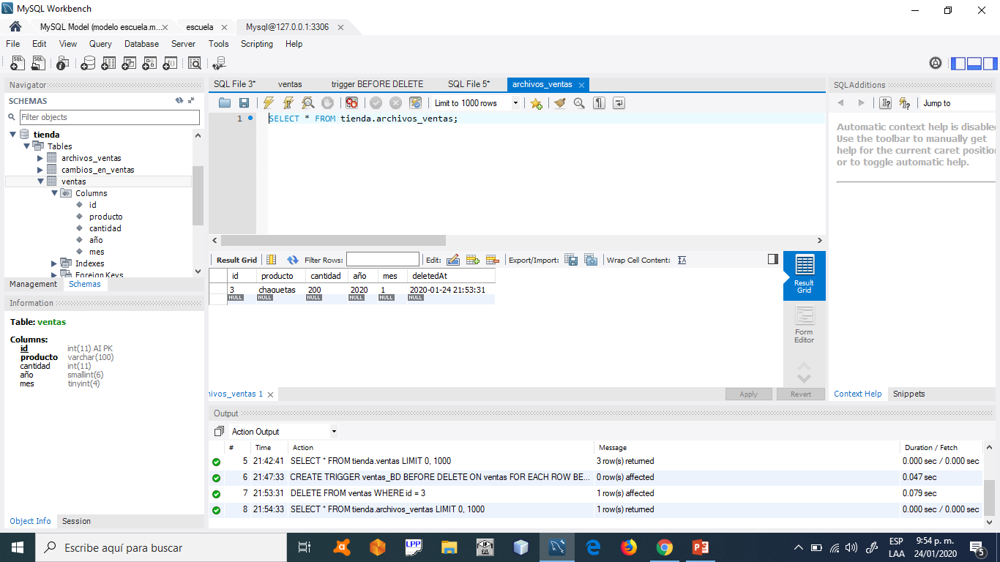 MySQL Workbench
MySQL Model (modelo escuela.m... escuela Mysql@127.0.0.1:3306
File Edit View Query Database Server Tools Scripting Help
Navigator
SCHEMAS
Filter objects
tienda
Tables
archivos_ventas
cambios_en_ventas
ventas
Columns
id
producto
cantidad
año
mes
Indexes
Foreign Keys
Management Schemas
Information
Table: ventas
Columns:
id int(11) AI PK
producto varchar(100)
cantidad int(11)
año smallint(6)
mes tinyint(4)
Object Info Session
SQL File 3* ventas trigger BEFORE DELETE SQL File 5* archivos_ventas
Limit to 1000 rows
1 SELECT * FROM tienda.archivos_ventas;
Result Grid Filter Rows: Edit: Export/Import: Wrap Cell Content:
id producto cantidad año mes deletedAt
3 chaquetas 200 2020 1 2020-01-24 21:53:31
NULL NULL NULL NULL NULL NULL
Result Grid
Form Editor
hivos_ventas 1 Apply Revert
SQLAdditions
Jump to
Automatic context help is disabled
Use the toolbar to manually get
help for the current caret position
or to toggle automatic help.
Context Help Snippets
Output
Action Output
# Time Action Message Duration / Fetch
5 21:42:41 SELECT * FROM tienda.ventas LIMIT 0, 1000 3 row(s) returned 0.000 sec / 0.000 sec
6 21:47:33 CREATE TRIGGER ventas_BD BEFORE DELETE ON ventas FOR EACH ROW BE... 0 row(s) affected 0.047 sec
7 21:53:31 DELETE FROM ventas WHERE id = 3 1 row(s) affected 0.079 sec
8 21:54:33 SELECT * FROM tienda.archivos_ventas LIMIT 0, 1000 1 row(s) returned 0.000 sec / 0.000 sec
Escribe aquí para buscar
LPP
ESP
LAA
9:54 p. m.
24/01/2020
5